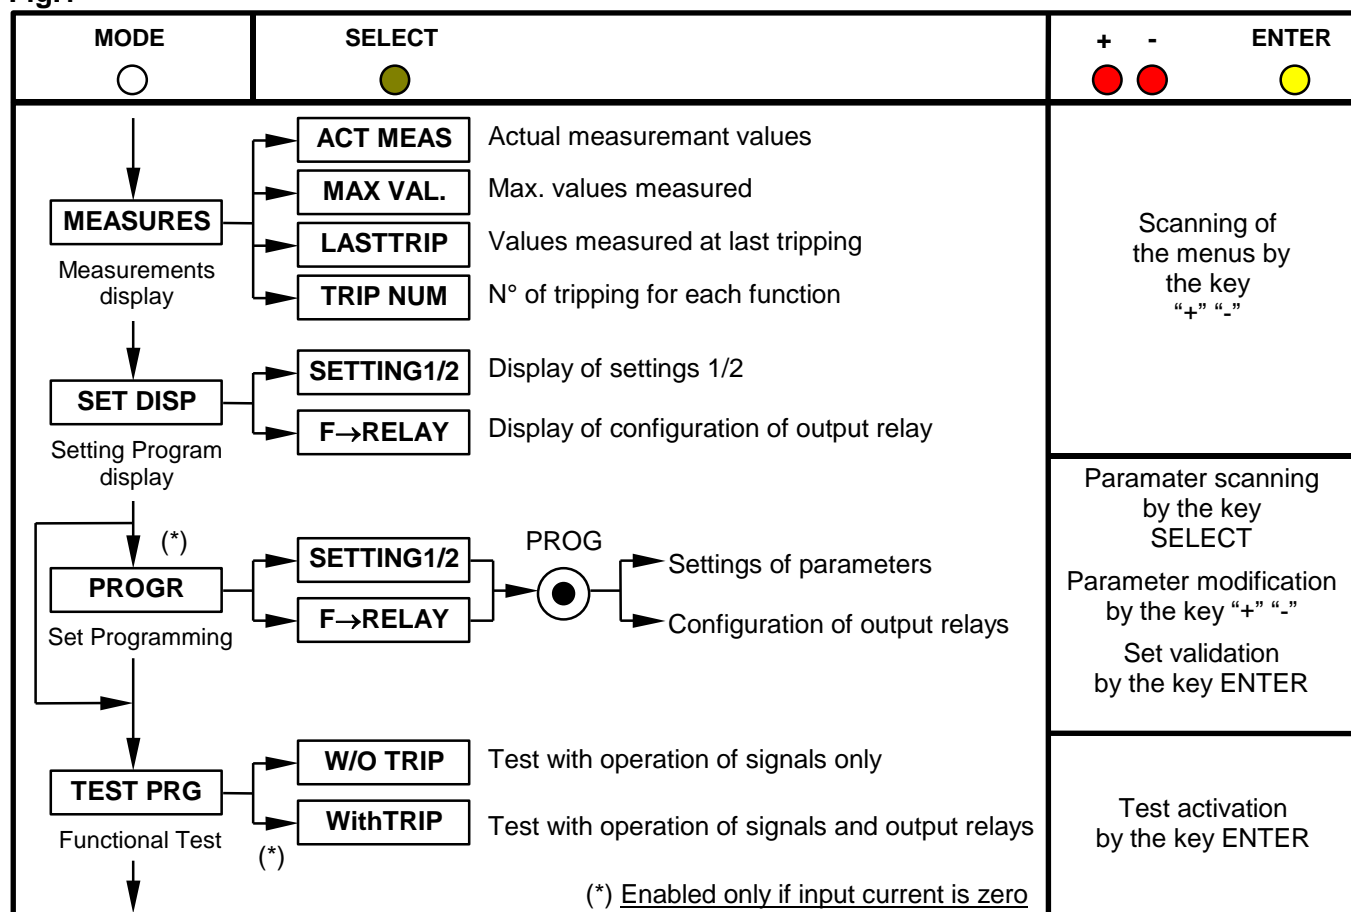 MODE
SELECT
+ -
ENTER
ACT MEAS
Actual measuremant values
MAX VAL.
Max. values measured
MEASURES
LASTTRIP
Values measured at last tripping
Measurements
display
TRIP NUM
N° of tripping for each function
Scanning of
the menus by
the key
“+” “-”
SETTING1/2
Display of settings 1/2
SET DISP
F→RELAY
Display of configuration of output relay
Setting Program
display
(*)
SETTING1/2
PROG
Settings of parameters
PROGR
F→RELAY
Configuration of output relays
Set Programming
Paramater scanning
by the key
SELECT
Parameter modification
by the key “+” “-”
Set validation
by the key ENTER
W/O TRIP
Test with operation of signals only
TEST PRG
WithTRIP
Test with operation of signals and output relays
Functional Test
(*)
Test activation
by the key ENTER
(*) Enabled only if input current is zero